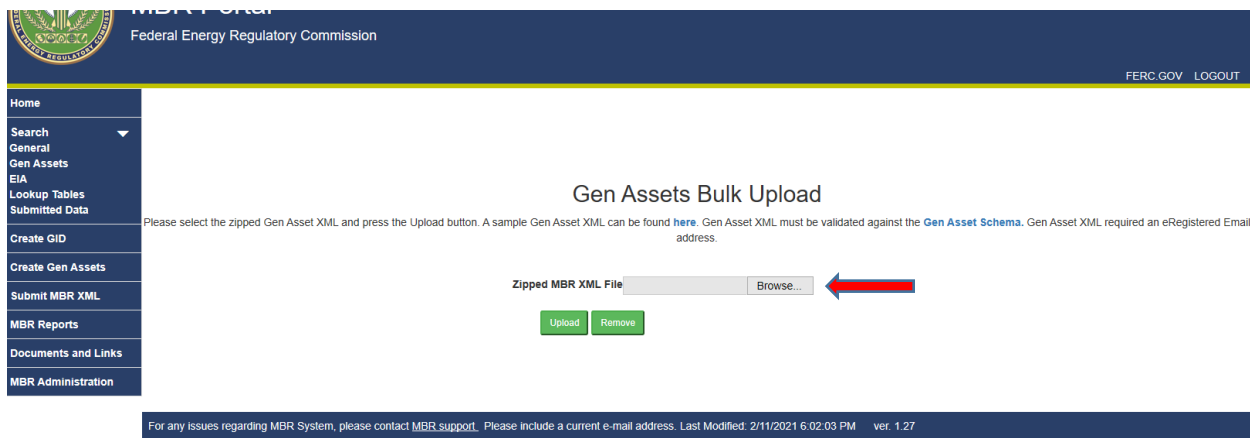 MBR Portal
Federal Energy Regulatory Commission
FERC.GOV LOGOUT
Home
Search
General
Gen Assets
EIA
Lookup Tables
Submitted Data
Create GID
Create Gen Assets
Submit MBR XML
MBR Reports
Documents and Links
MBR Administration
Gen Assets Bulk Upload
Please select the zipped Gen Asset XML and press the Upload button. A sample Gen Asset XML can be found here. Gen Asset XML must be validated against the Gen Asset Schema. Gen Asset XML required an eRegistered Email
address.
Zipped MBR XML File Browse...
Upload Remove
For any issues regarding MBR System, please contact MBR support Please include a current e-mail address. Last Modified: 2/11/2021 6:02:03 PM ver. 1.27